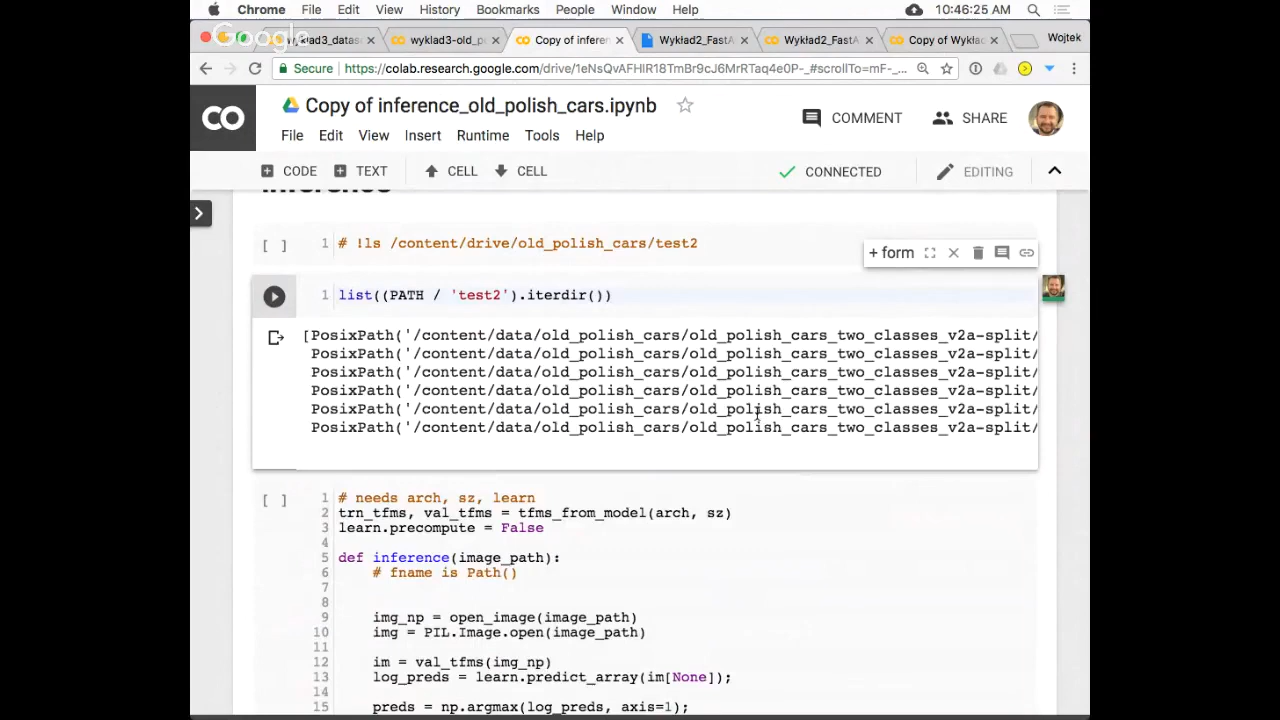 Chrome File Edit View History Bookmarks People Window Help 10:46:25 AM
Google
wyklad3-old_po Copy of inferen Wykład2_FastA Wykład2_FastA Copy of Wykła Wojtek
Secure https://colab.research.google.com/drive/1eNsQvAFHlR18TmBr9cJ6MrRTaq4e0P-_#scrollTo=mF-_...
CO Copy of inference_old_polish_cars.ipynb
COMMENT SHARE
File Edit View Insert Runtime Tools Help
CODE TEXT CELL CELL CONNECTED EDITING
Inference
[ ] 1 # !ls /content/drive/old_polish_cars/test2
+ form
1 list((PATH / 'test2').iterdir())
[PosixPath('/content/data/old_polish_cars/old_polish_cars_two_classes_v2a-split/
PosixPath('/content/data/old_polish_cars/old_polish_cars_two_classes_v2a-split/
PosixPath('/content/data/old_polish_cars/old_polish_cars_two_classes_v2a-split/
PosixPath('/content/data/old_polish_cars/old_polish_cars_two_classes_v2a-split/
PosixPath('/content/data/old_polish_cars/old_polish_cars_two_classes_v2a-split/
PosixPath('/content/data/old_polish_cars/old_polish_cars_two_classes_v2a-split/
[ ] 1 # needs arch, sz, learn
2 trn_tfms, val_tfms = tfms_from_model(arch, sz)
3 learn.precompute = False
4
5 def inference(image_path):
6 # fname is Path()
7
8
9 img_np = open_image(image_path)
10 img = PIL.Image.open(image_path)
11
12 im = val_tfms(img_np)
13 log_preds = learn.predict_array(im[None]);
14
15 preds = np.argmax(log_preds, axis=1);